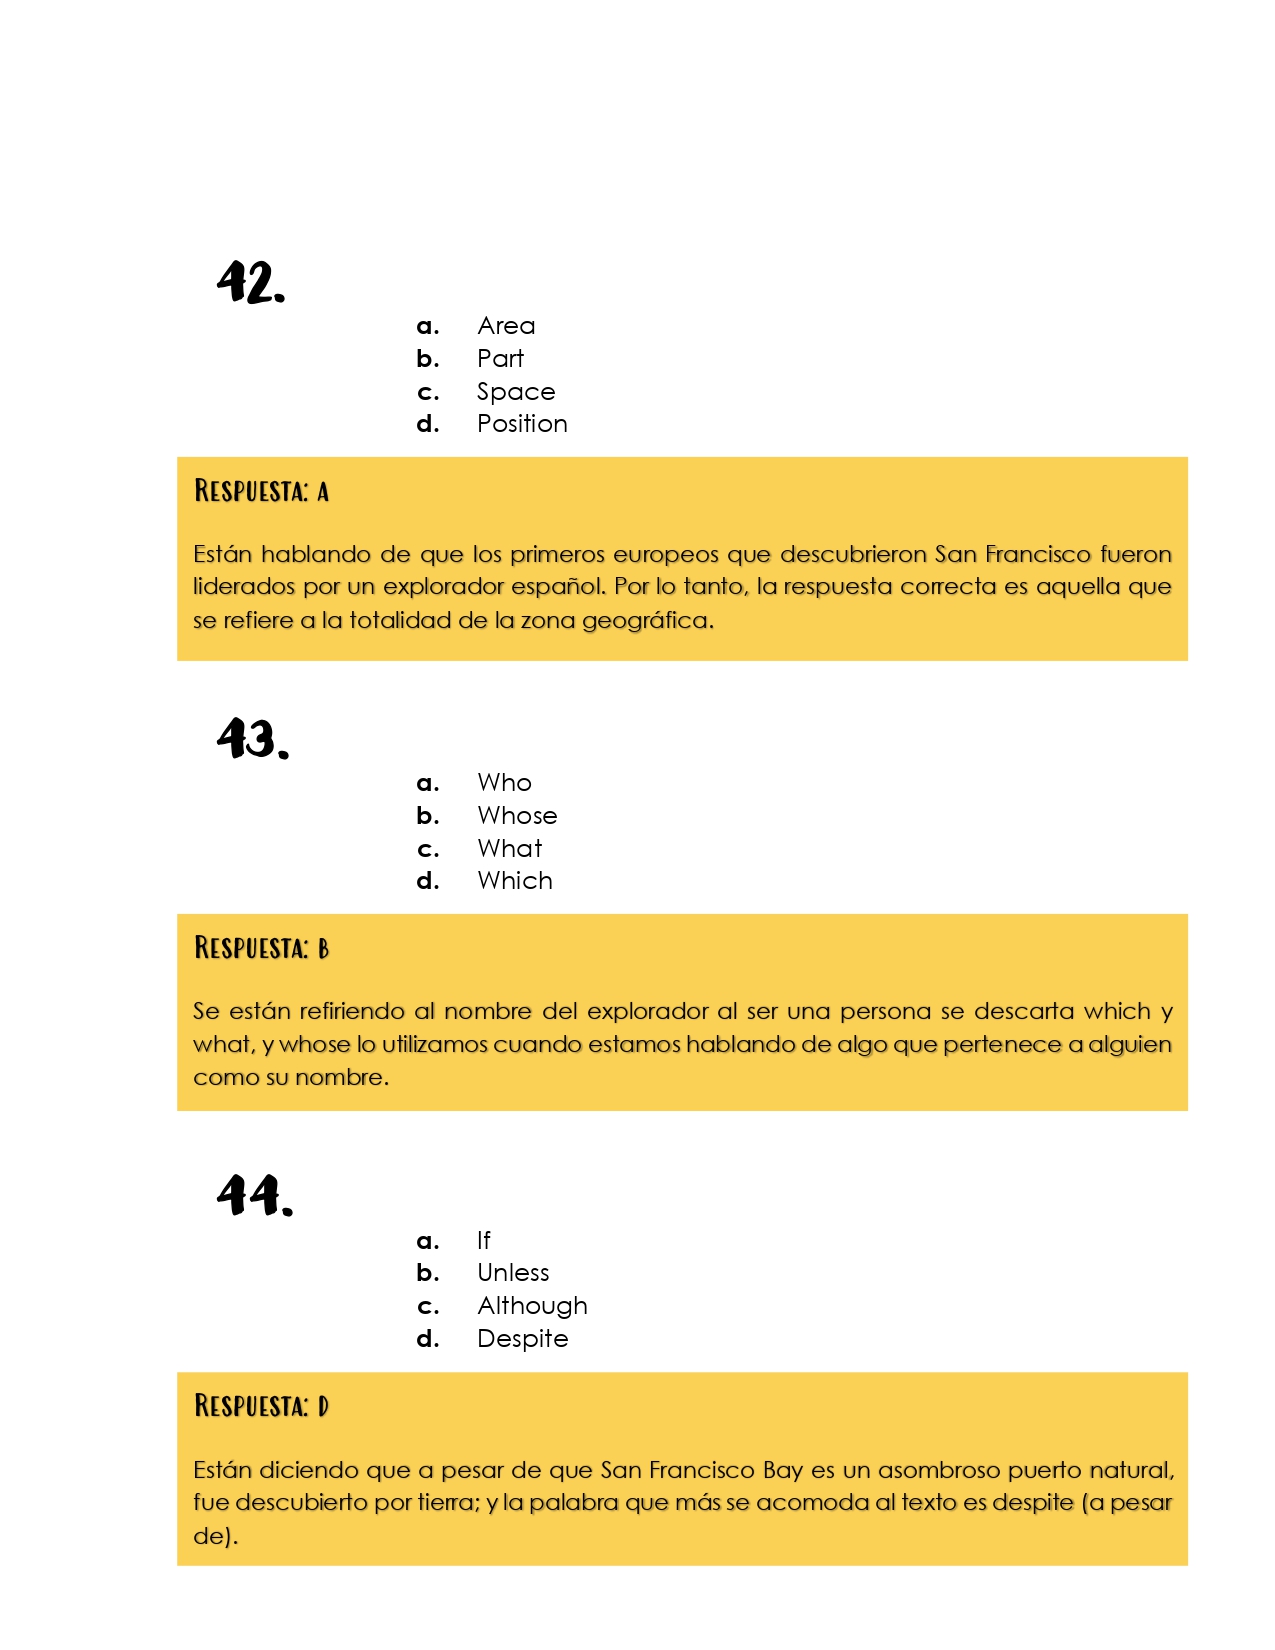 42.
a. Area
b. Part
c. Space
d. Position
Respuesta: a
Están hablando de que los primeros europeos que descubrieron San Francisco fueron
liderados por un explorador español. Por lo tanto, la respuesta correcta es aquella que
se refiere a la totalidad de la zona geográfica.
43.
a. Who
b. Whose
c. What
d. Which
Respuesta: b
Se están refiriendo al nombre del explorador al ser una persona se descarta which y
what, y whose lo utilizamos cuando estamos hablando de algo que pertenece a alguien
como su nombre.
44.
a. If
b. Unless
c. Although
d. Despite
Respuesta: d
Están diciendo que a pesar de que San Francisco Bay es un asombroso puerto natural,
fue descubierto por tierra; y la palabra que más se acomoda al texto es despite (a pesar
de).